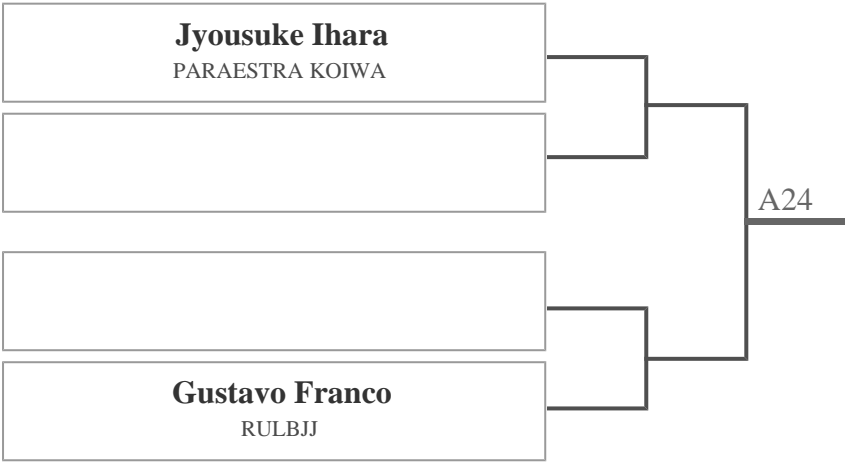 Jyousuke Ihara
PARAESTRA KOIWA
A24
Gustavo Franco
RULBJJ